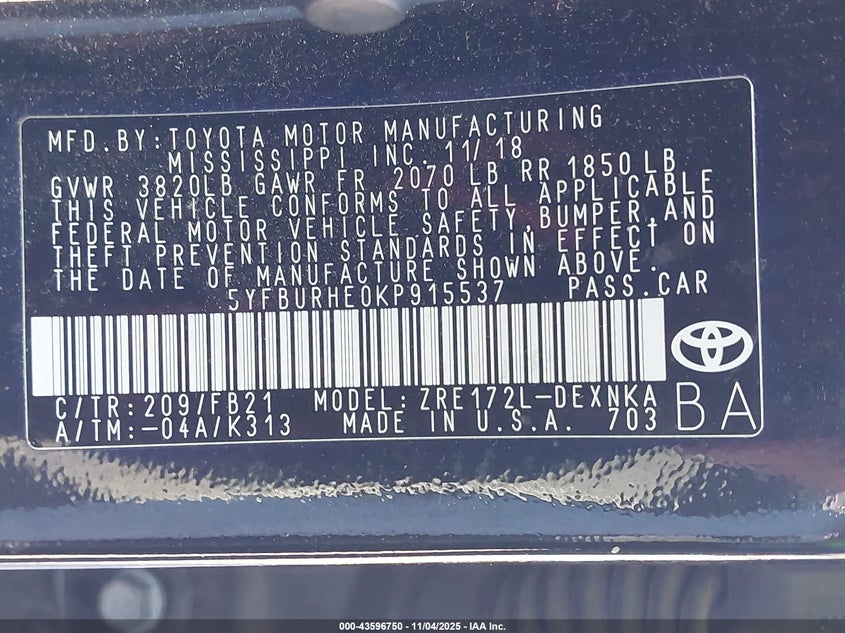 MFD.BY:TOYOTA MOTOR MANUFACTURING
MISSISSIPPI INC. 11/18
GVWR 3820LB GAWR FR 2070 LB RR 1850LB
THIS VEHICLE CONFORMS TO ALL APPLICABLE
FEDERAL MOTOR VEHICLE SAFETY,BUMPER,AND
THEFT PREVENTION STANDARDS IN EFFECT ON
THE DATE OF MANUFACTURE SHOWN ABOVE.
5YFBURHE0KP915537 PASS.CAR
C/TR:209/FB21 MODEL:ZRE172L-DEXNKA
A/TM:-04A/K313 MADE IN U.S.A. 703 BA
000-43596750 - 11/04/2025 - IAA Inc.